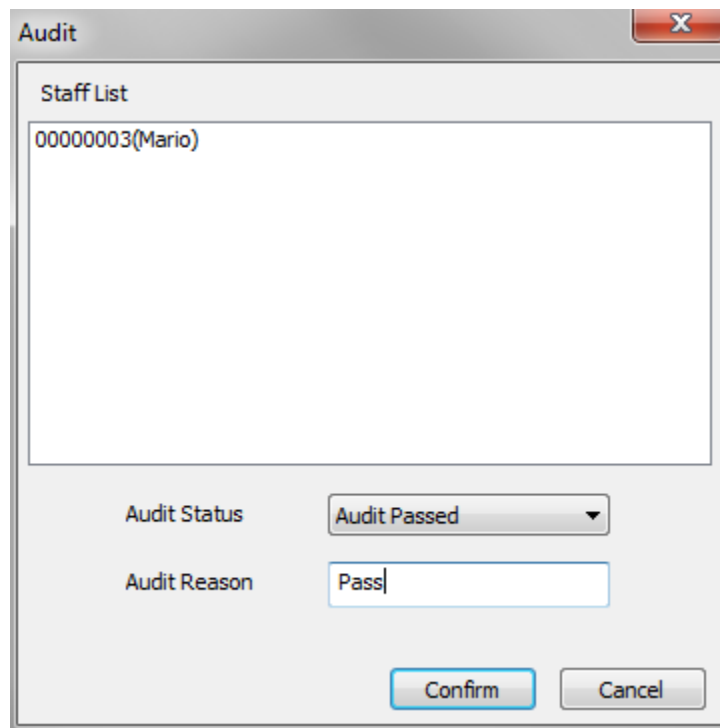 Audit
Staff List
00000003(Mario)
Audit Status
Audit Passed
Audit Reason
Pass
Confirm
Cancel